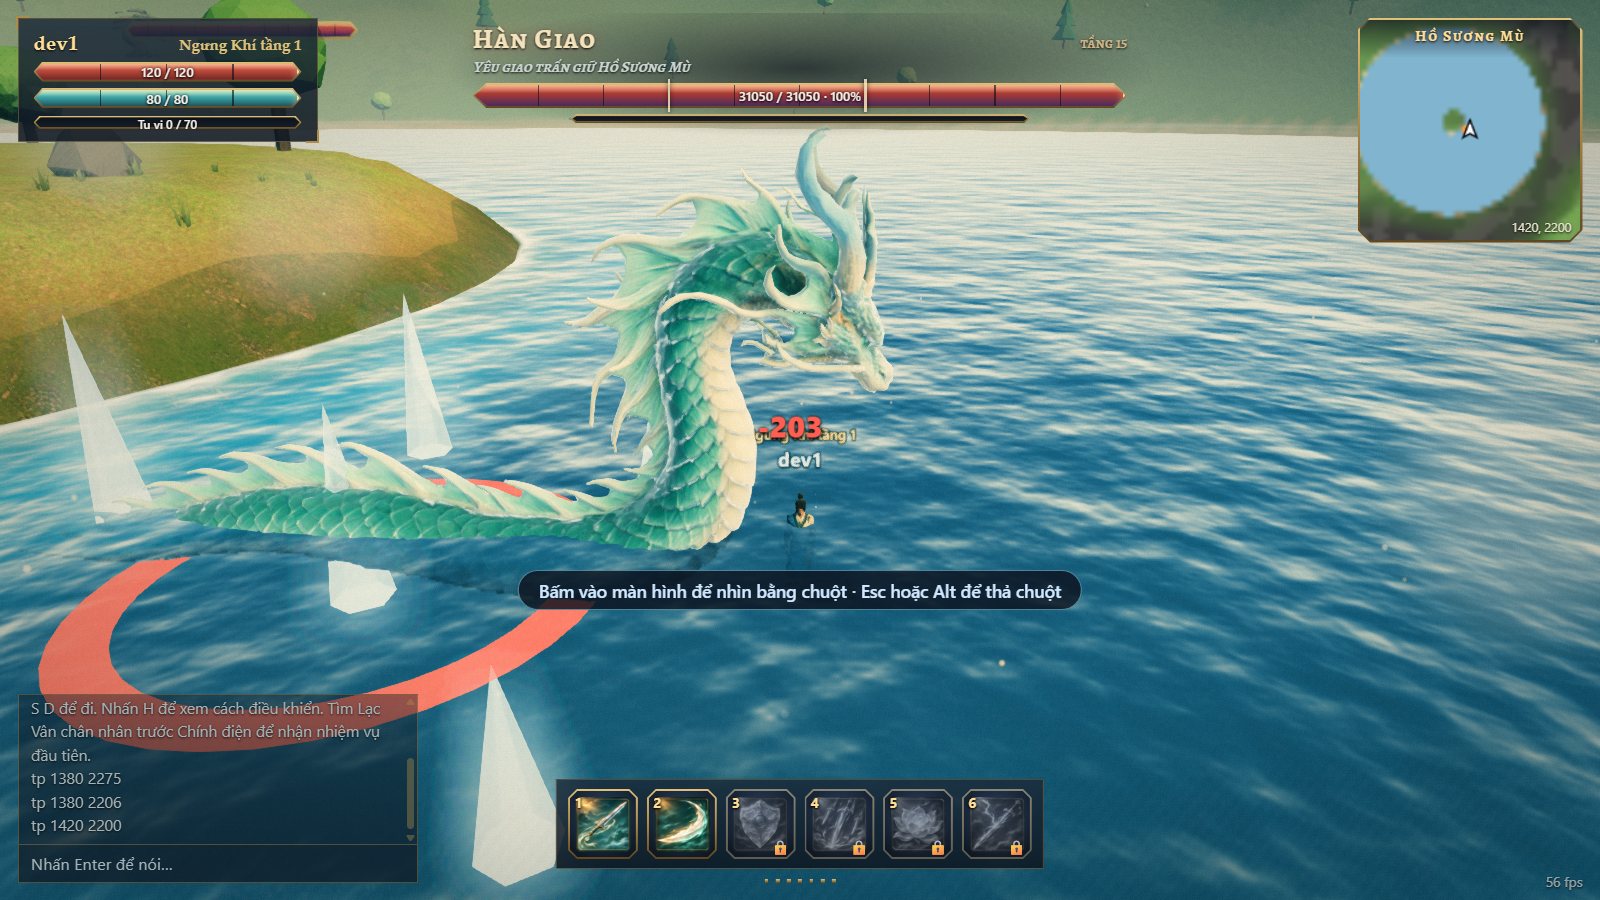 dev1
Ngưng Khí tầng 1
120 / 120
80 / 80
Tu vi 0 / 70
Hàn Giao
Yêu giao trấn giữ Hồ Sương Mù
TẦNG 15
31050 / 31050 · 100%
Hồ Sương Mù
1420, 2200
-203
tầng 1
dev1
Bấm vào màn hình để nhìn bằng chuột · Esc hoặc Alt để thả chuột
S D để đi. Nhấn H để xem cách điều khiển. Tìm Lạc
Vân chân nhân trước Chính điện để nhận nhiệm vụ
đầu tiên.
tp 1380 2275
tp 1380 2206
tp 1420 2200
Nhấn Enter để nói...
1
2
3
4
5
6
56 fps